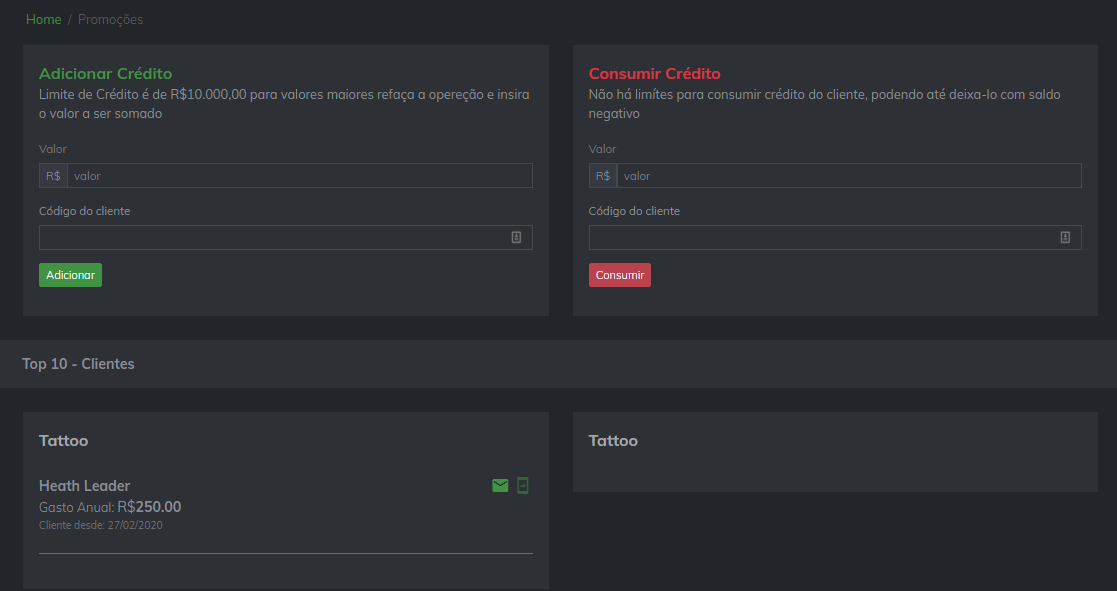 Home / Promoções
Adicionar Crédito
Limite de Crédito é de R$10.000,00 para valores maiores refaça a opereção e insira
o valor a ser somado
Valor
R$ valor
Código do cliente
Adicionar
Consumir Crédito
Não há limítes para consumir crédito do cliente, podendo até deixa-lo com saldo
negativo
Valor
R$ valor
Código do cliente
Consumir
Top 10 - Clientes
Tattoo
Heath Leader
Gasto Anual: R$250.00
Cliente desde: 27/02/2020
Tattoo